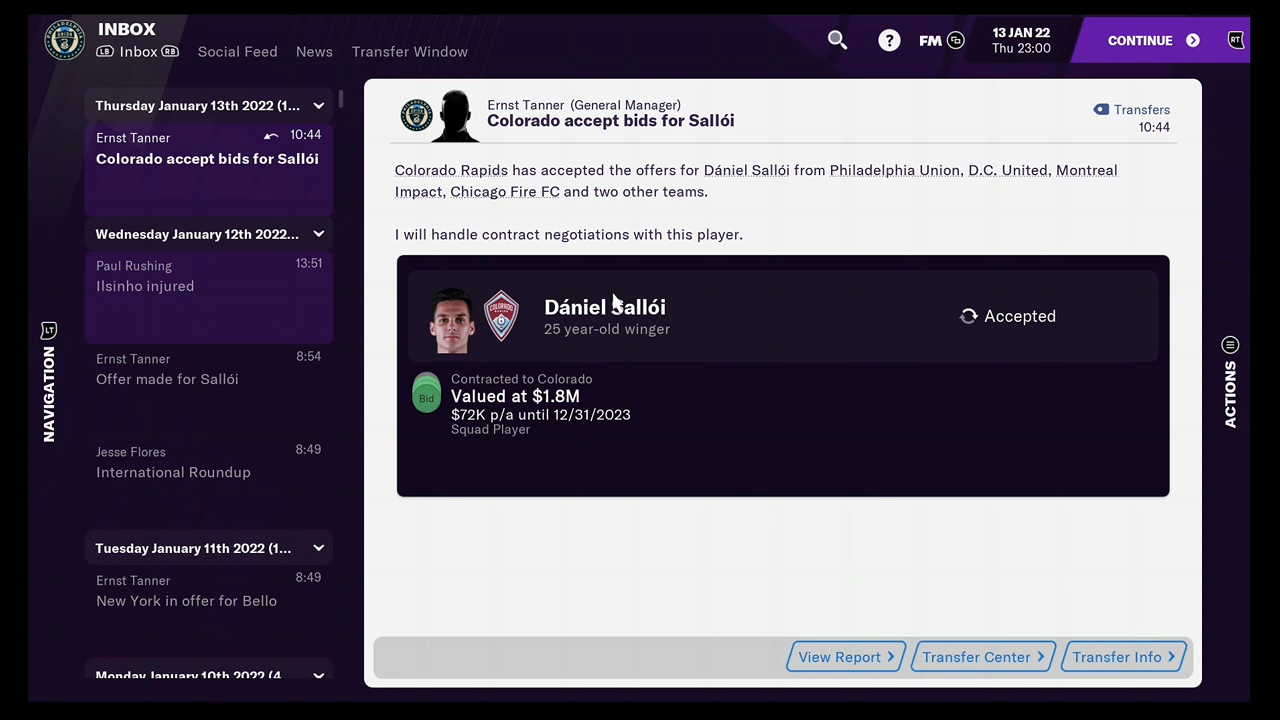 INBOX
LB Inbox RB Social Feed News Transfer Window
FM
13 JAN 22
Thu 23:00
CONTINUE
RT
LT
NAVIGATION
Thursday January 13th 2022 (1...
Ernst Tanner 10:44
Colorado accept bids for Sallói
Wednesday January 12th 2022...
Paul Rushing 13:51
Ilsinho injured
Ernst Tanner 8:54
Offer made for Sallói
Jesse Flores 8:49
International Roundup
Tuesday January 11th 2022 (1...
Ernst Tanner 8:49
New York in offer for Bello
Monday January 10th 2022 (4
Ernst Tanner (General Manager)
Colorado accept bids for Sallói
Transfers
10:44
Colorado Rapids has accepted the offers for Dániel Sallói from Philadelphia Union, D.C. United, Montreal
Impact, Chicago Fire FC and two other teams.
I will handle contract negotiations with this player.
Dániel Sallói
25 year-old winger
Accepted
Bid
Contracted to Colorado
Valued at $1.8M
$72K p/a until 12/31/2023
Squad Player
View Report
Transfer Center
Transfer Info
ACTIONS